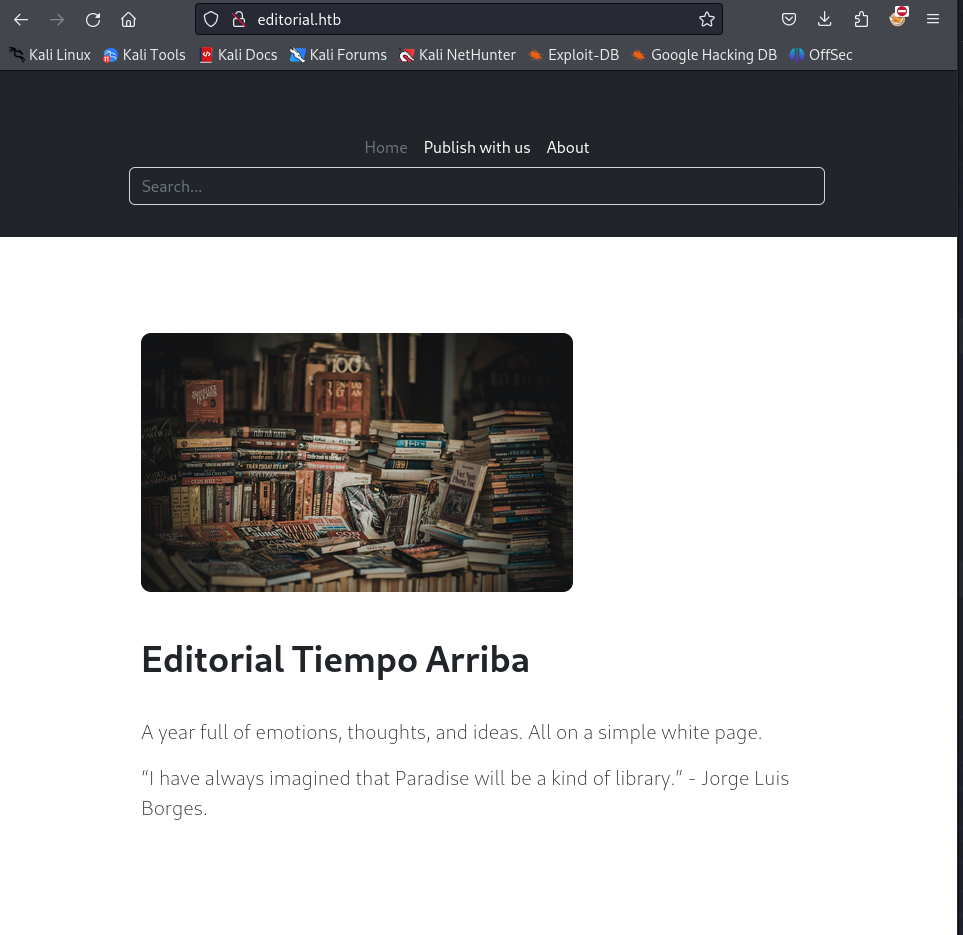 editorial.htb
Kali Linux Kali Tools Kali Docs Kali Forums Kali NetHunter Exploit-DB Google Hacking DB OffSec
Home Publish with us About
Search...
100
Editorial Tiempo Arriba
A year full of emotions, thoughts, and ideas. All on a simple white page.
“I have always imagined that Paradise will be a kind of library.” - Jorge Luis
Borges.